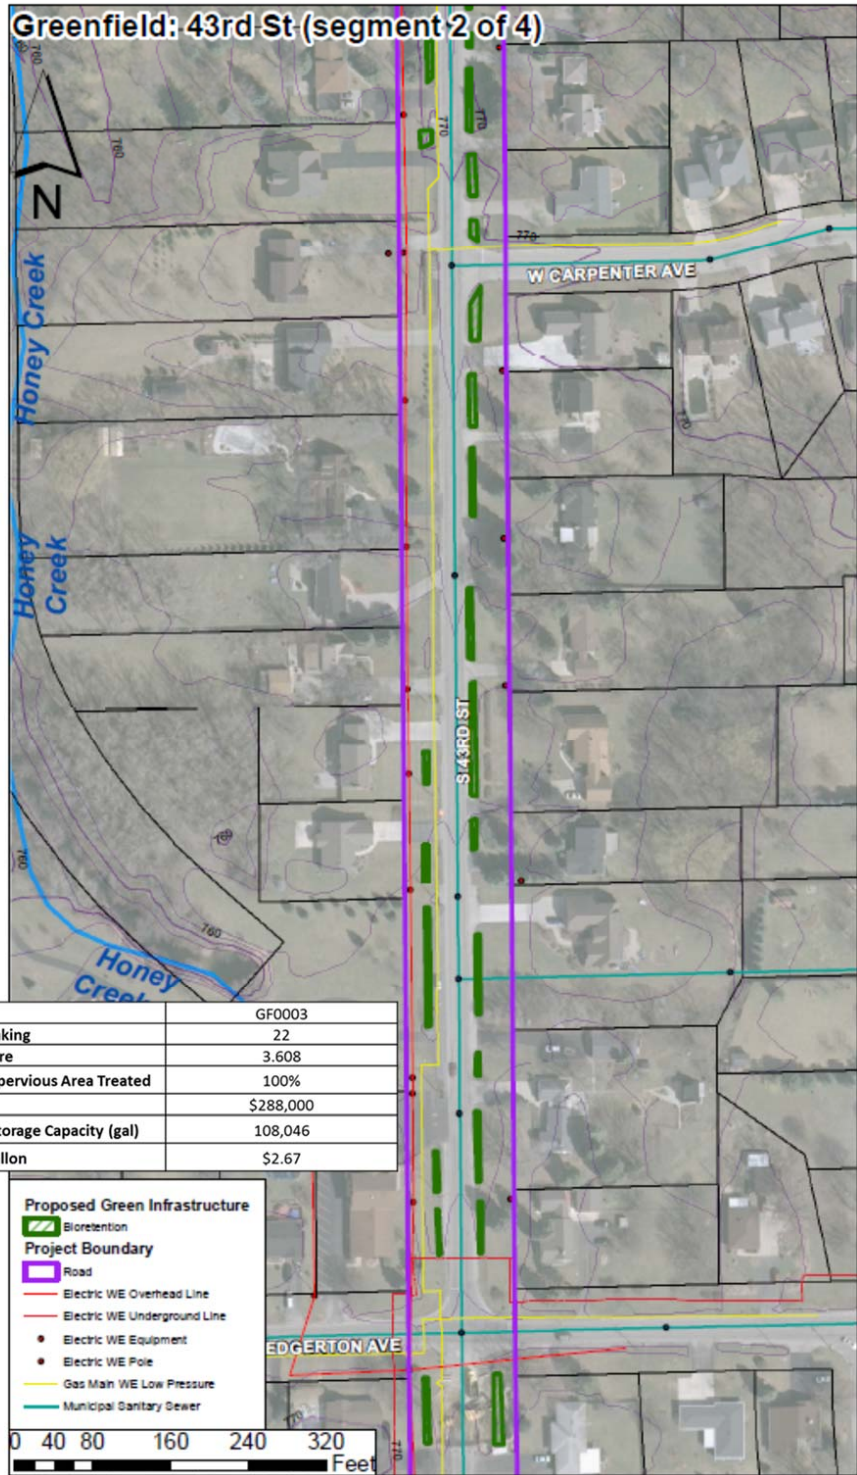 Greenfield: 43rd St (segment 2 of 4)
760
760
770
770
N
770
W CARPENTER AVE
Honey Creek
770
Honey
Creek
S 43RD ST
760
760
Honey
Creek
GF0003
king 22
re 3.608
pervious Area Treated 100%
$288,000
torage Capacity (gal) 108,046
llon $2.67
Proposed Green Infrastructure
Bioretention
Project Boundary
Road
Electric WE Overhead Line
Electric WE Underground Line
Electric WE Equipment
Electric WE Pole
Gas Main WE Low Pressure
Municipal Sanitary Sewer
EDGERTON AVE
770
770
0 40 80 160 240 320
Feet